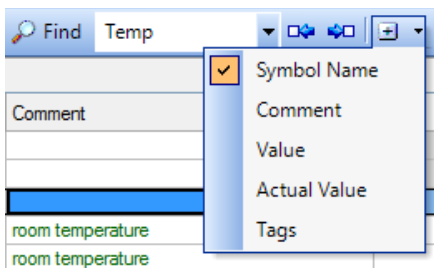 Find Temp
Symbol Name
Comment
Comment
Value
Actual Value
Tags
room temperature
room temperature